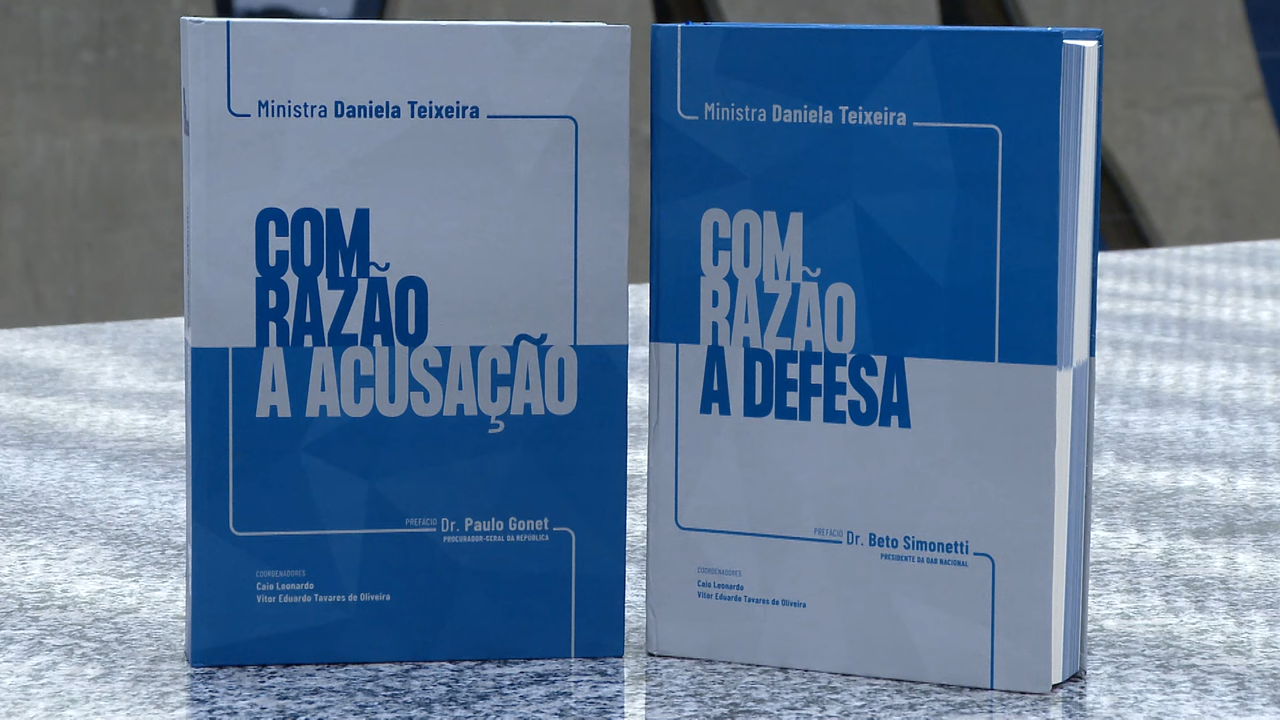 Ministra Daniela Teixeira
COM
RAZÃO
A ACUSAÇÃO
PREFÁCIO Dr. Paulo Gonet
PROCURADOR-GERAL DA REPÚBLICA
COORDENADORES
Caio Leonardo
Vitor Eduardo Tavares de Oliveira
Ministra Daniela Teixeira
COM
RAZÃO
A DEFESA
PREFÁCIO Dr. Beto Simonetti
PRESIDENTE DA OAB NACIONAL
COORDENADORES
Caio Leonardo
Vitor Eduardo Tavares de Oliveira